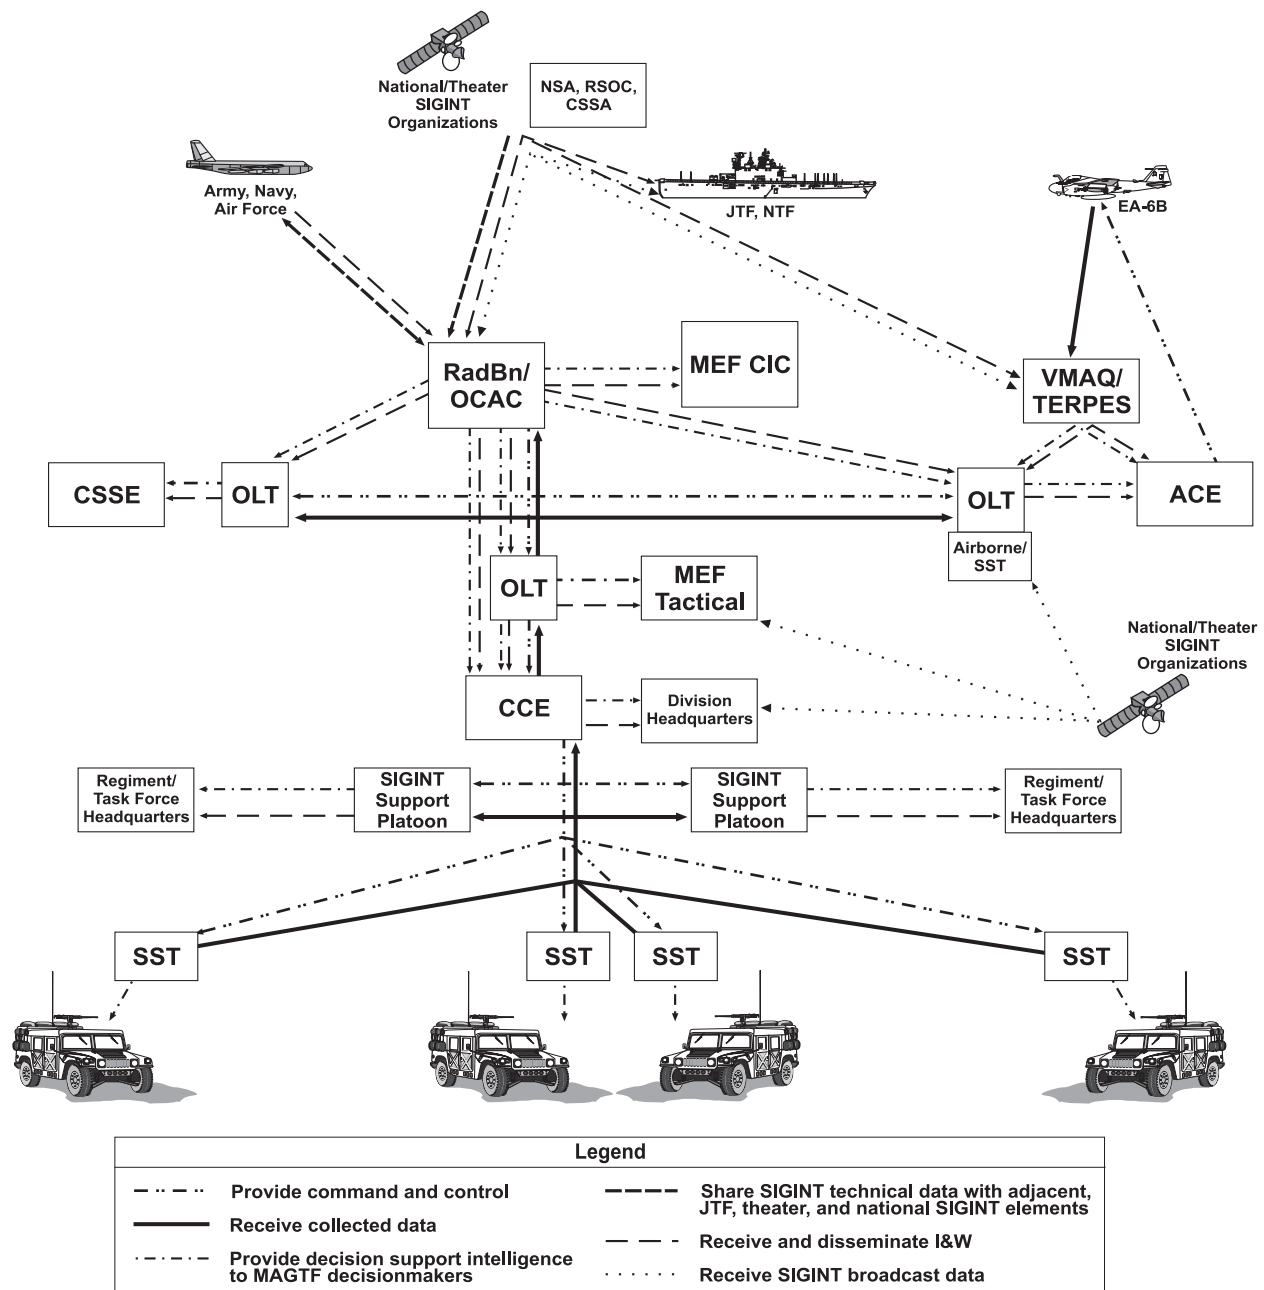 National/Theater
SIGINT
Organizations
NSA, RSOC,
CSSA
Army, Navy,
Air Force
JTF, NTF
EA-6B
RadBn/
OCAC
MEF CIC
VMAQ/
TERPES
CSSE
OLT
OLT
ACE
Airborne/
SST
OLT
MEF
Tactical
National/Theater
SIGINT
Organizations
CCE
Division
Headquarters
Regiment/
Task Force
Headquarters
SIGINT
Support
Platoon
SIGINT
Support
Platoon
Regiment/
Task Force
Headquarters
SST
SST
SST
SST
Legend
Provide command and control
Receive collected data
Provide decision support intelligence
to MAGTF decisionmakers
Share SIGINT technical data with adjacent,
JTF, theater, and national SIGINT elements
Receive and disseminate I&W
Receive SIGINT broadcast data